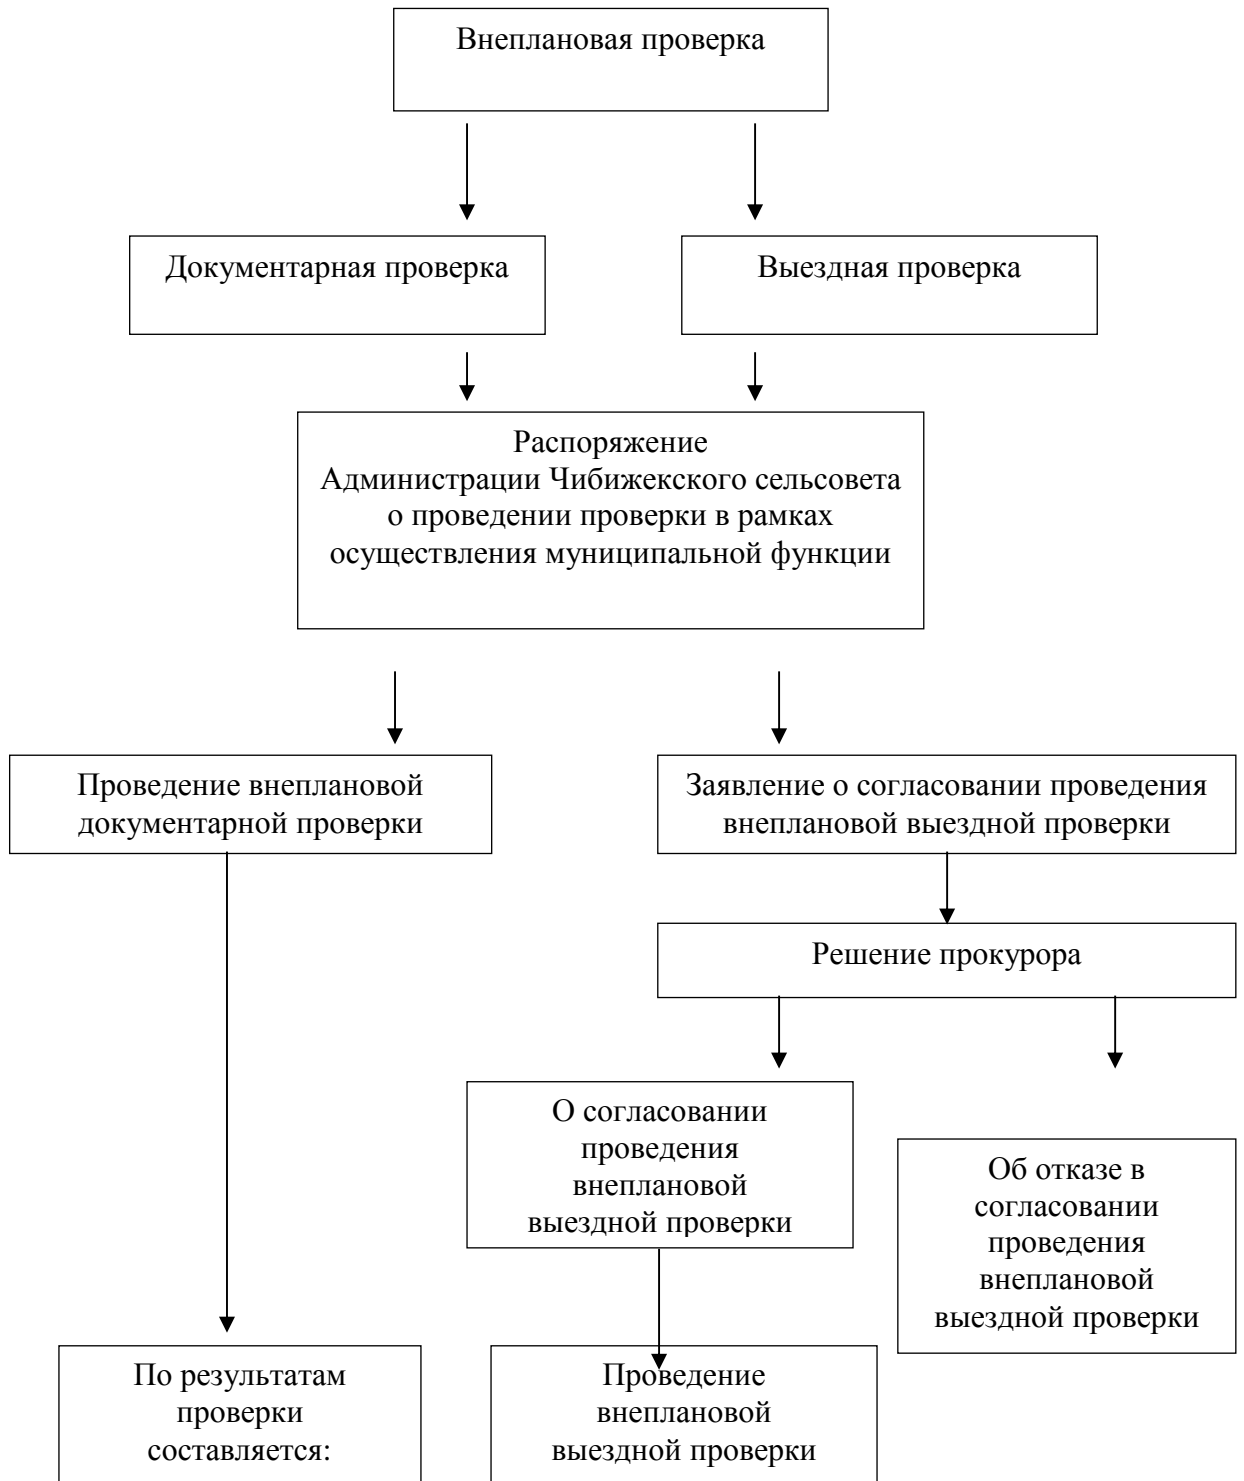 Внеплановая проверка
Документарная проверка
Выездная проверка
Распоряжение
Администрации Чибижекского сельсовета
о проведении проверки в рамках
осуществления муниципальной функции
Проведение внеплановой
документарной проверки
Заявление о согласовании проведения
внеплановой выездной проверки
Решение прокурора
О согласовании
проведения
внеплановой
выездной проверки
Об отказе в
согласовании
проведения
внеплановой
выездной проверки
По результатам
проверки
составляется:
Проведение
внеплановой
выездной проверки